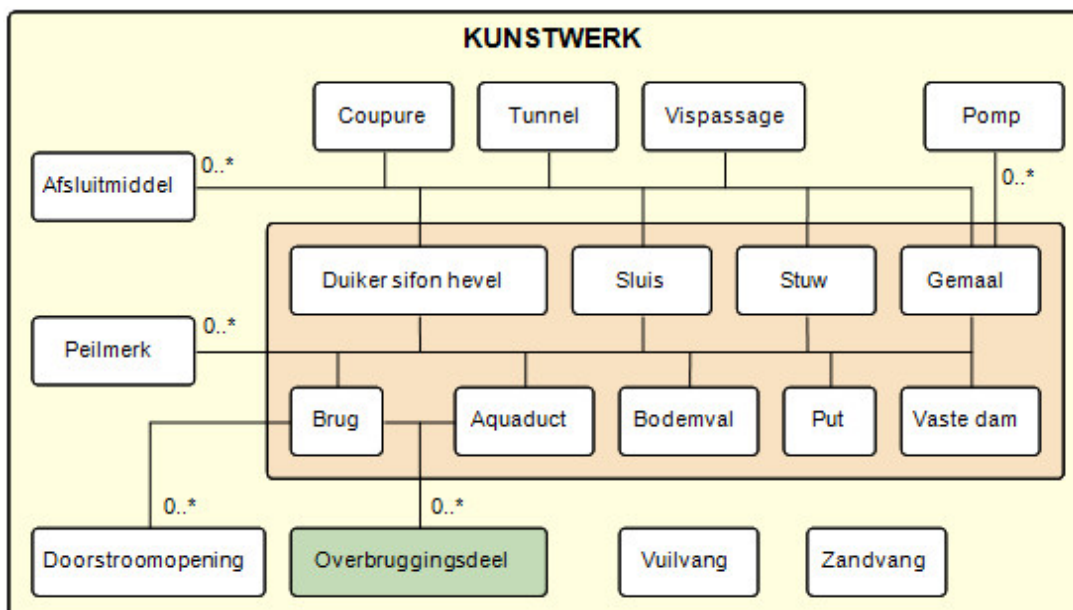 KUNSTWERK
Coupure
Tunnel
Vispassage
Pomp
Afsluitmiddel
0..*
0..*
Duiker sifon hevel
Sluis
Stuw
Gemaal
Peilmerk
0..*
Brug
Aquaduct
Bodemval
Put
Vaste dam
0..*
0..*
Doorstroomopening
Overbruggingsdeel
Vuilvang
Zandvang